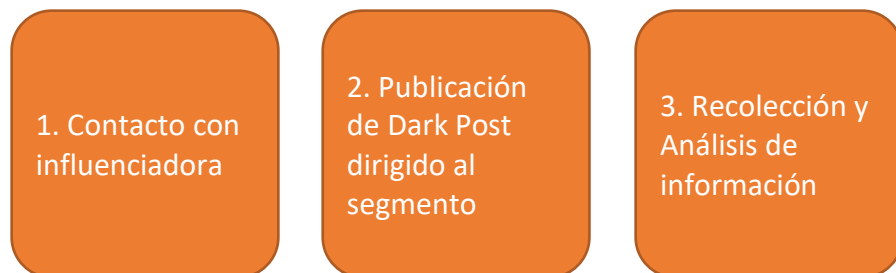 1. Contacto con
influenciadora
2. Publicación
de Dark Post
dirigido al
segmento
3. Recolección y
Análisis de
información